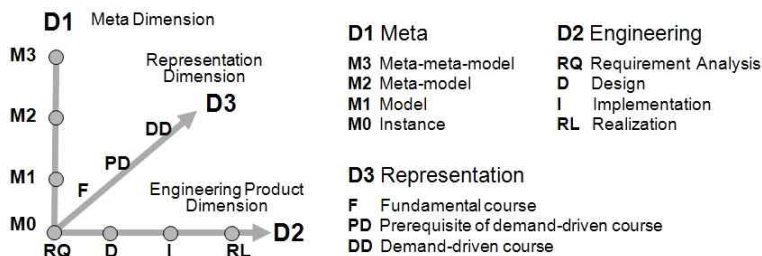 D1 Meta Dimension
M3
Representation
Dimension
D3
M2
DD
PD
M1
F
Engineering Product
Dimension
M0
D2
RQ D I RL
D1 Meta
M3 Meta-meta-model
M2 Meta-model
M1 Model
M0 Instance
D2 Engineering
RQ Requirement Analysis
D Design
I Implementation
RL Realization
D3 Representation
F Fundamental course
PD Prerequisite of demand-driven course
DD Demand-driven course